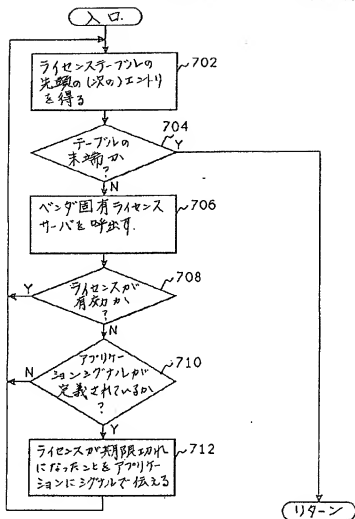 入口
ライセンステーブルの
先頭の(次の)エントリ
を得る
702
テーブルの
末端か
?
704
Y
N
ベンダ固有ライセンス
サーバを呼出す.
706
ライセンスが
有効か
?
708
Y
N
アプリケー
ションシグナルが
定義されているか
?
710
N
Y
ライセンスが期限切れ
になったことをアプリケー
ションにシグナルで伝える
712
リターン